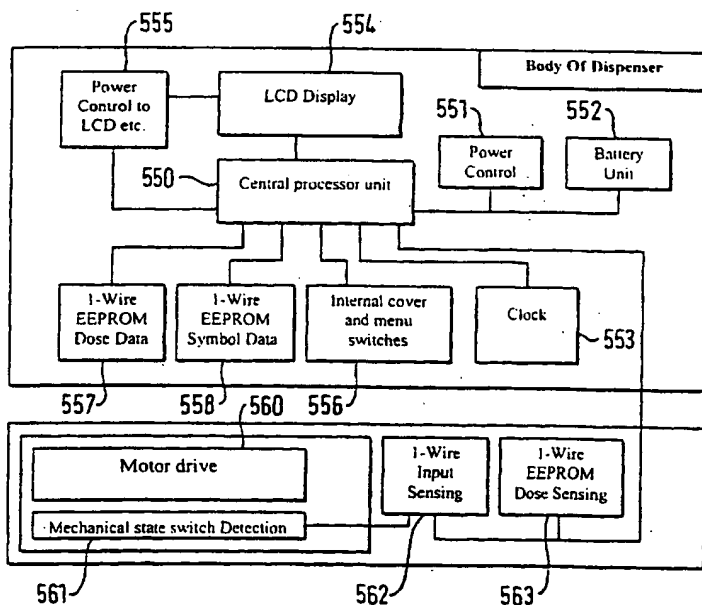 555
554
Body Of Dispenser
Power
Control to
LCD etc.
LCD Display
551
552
Power
Control
Battery
Unit
550
Central processor unit
1-Wire
EEPROM
Dose Data
1-Wire
EEPROM
Symbol Data
Internal cover
and menu
switches
Clock
553
557
558
560
556
Motor drive
1-Wire
Input
Sensing
1-Wire
EEPROM
Dose Sensing
Mechanical state switch Detection
561
562
563